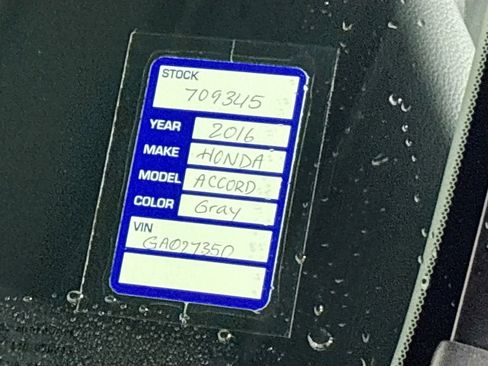 STOCK
709345
YEAR 2016
MAKE HONDA
MODEL ACCORD
COLOR Gray
VIN
GA027350